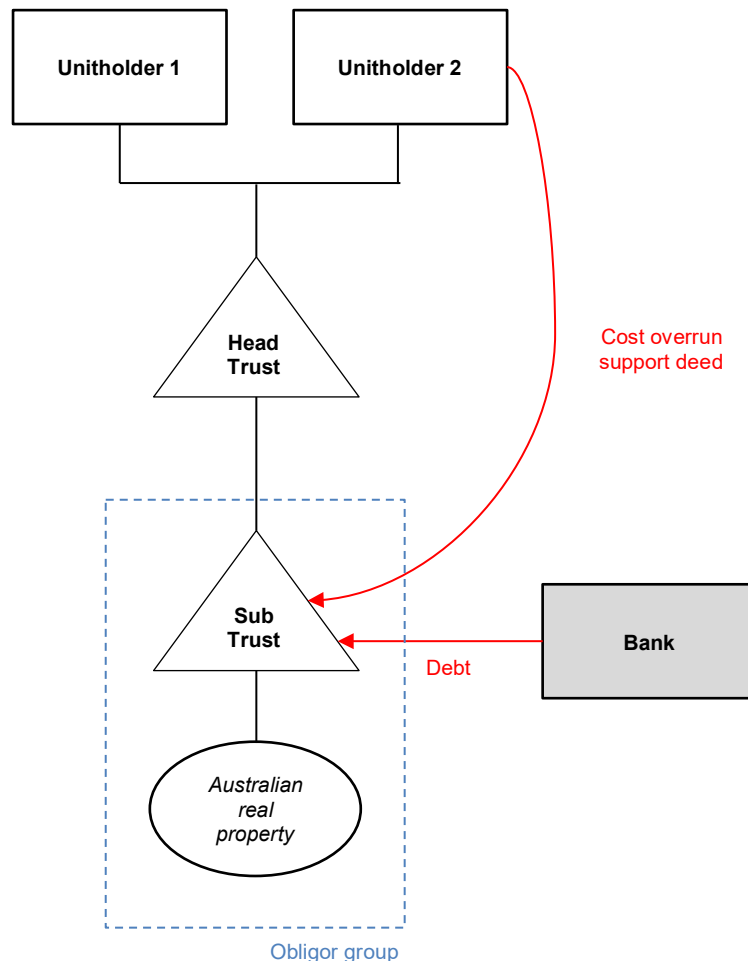 Unitholder 1
Unitholder 2
Head
Trust
Cost overrun
support deed
Sub
Trust
Bank
Debt
Australian
real
property
Obligor group